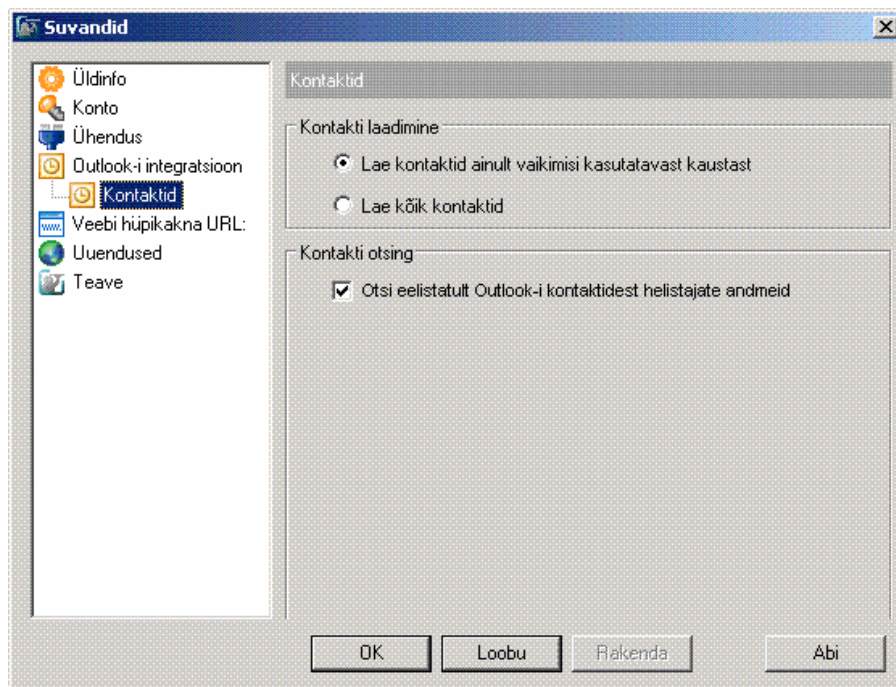 Suvandid
Üldinfo
Konto
Ühendus
Outlook-i integratsioon
Kontaktid
Veebi hüpikakna URL:
Uuendused
Teave
Kontaktid
Kontakti laadimine
Lae kontaktid ainult vaikimisi kasutatavast kaustast
Lae kõik kontaktid
Kontakti otsing
Otsi eelistatult Outlook-i kontaktidest helistajate andmeid
OK
Loobu
Rakenda
Abi